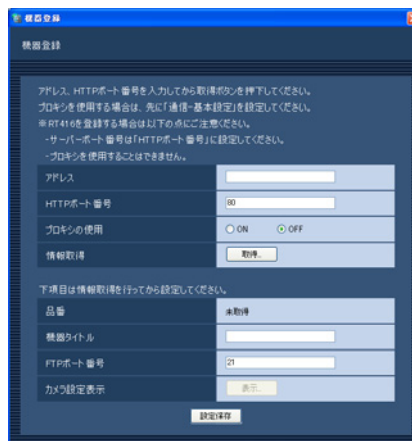 機器登録
機器登録
アドレス、HTTPポート番号を入力してから取得ボタンを押下してください。
プロキシを使用する場合は、先に「通信-基本設定」を設定してください。
※RT416を登録する場合は以下の点にご注意ください。
-サーバーポート番号は「HTTPポート番号」に設定してください。
-プロキシを使用することはできません。
アドレス
HTTPポート番号 80
プロキシの使用 ON OFF
情報取得 取得...
下項目は情報取得を行ってから設定してください。
品番 未取得
機器タイトル
FTPポート番号 21
カメラ設定表示 表示...
設定保存